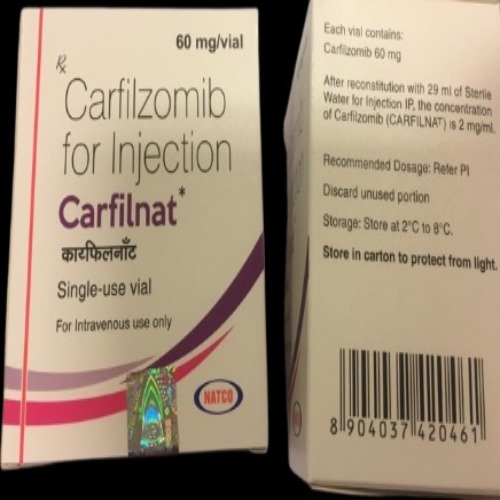 60 mg/vial
Rx
Carfilzomib
for Injection
Carfilnat*
कारफिलनॉट
Single-use vial
For Intravenous use only
NATCO
Each vial contains:
Carfilzomib 60 mg
After reconstitution with 29 ml of Sterile
Water for Injection IP, the concentration
of Carfilzomib (CARFILNAT) is 2 mg/ml.
Recommended Dosage: Refer PI
Discard unused portion
Storage: Store at 2°C to 8°C.
Store in carton to protect from light.
8 904037 420461